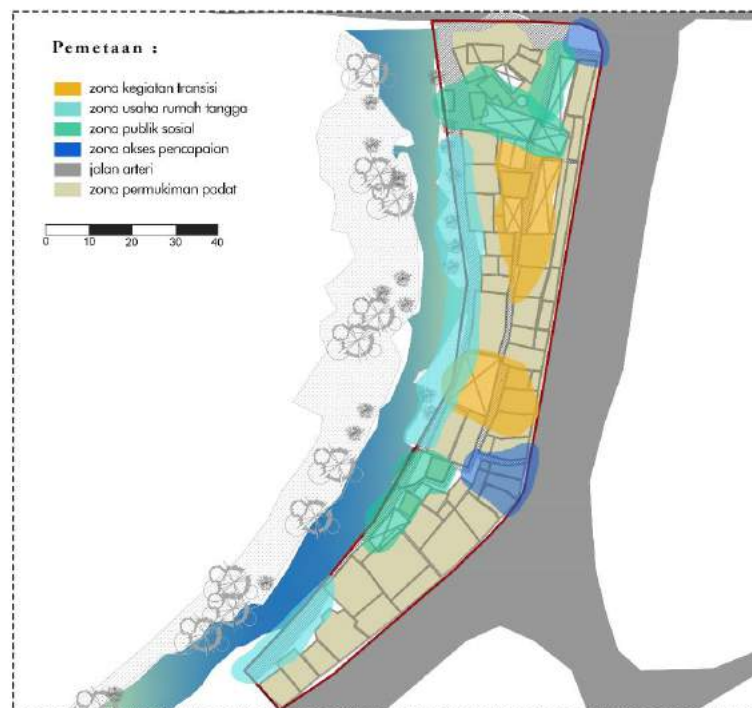 Pemetaan :
zona kegiatan transisi
zona usaha rumah tangga
zona publik sosial
zona akses pencapaian
jalan arteri
zona permukiman padat
0 10 20 30 40